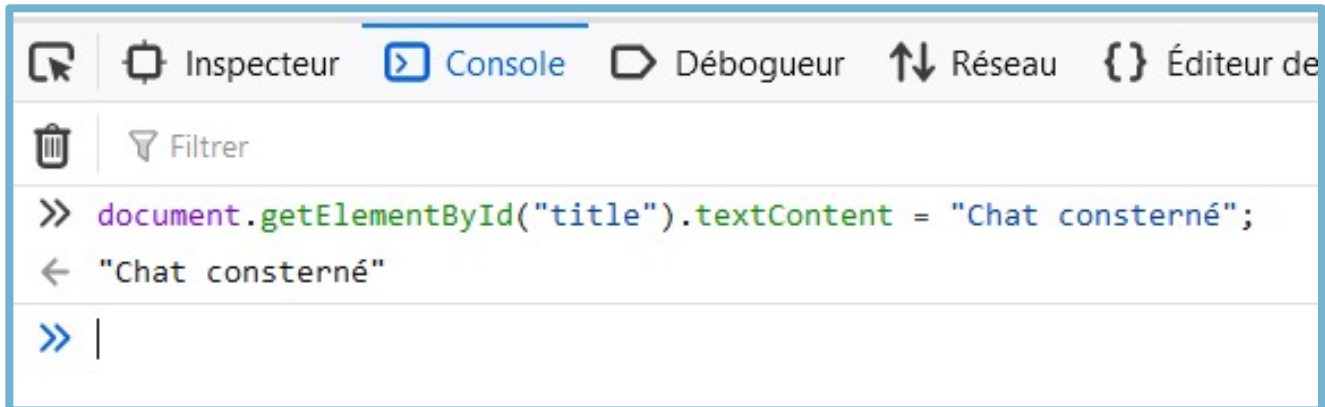 Inspecteur Console Débogueur Réseau {} Éditeur de
Filtrer
>> document.getElementById("title").textContent = "Chat consterné";
← "Chat consterné"
>>